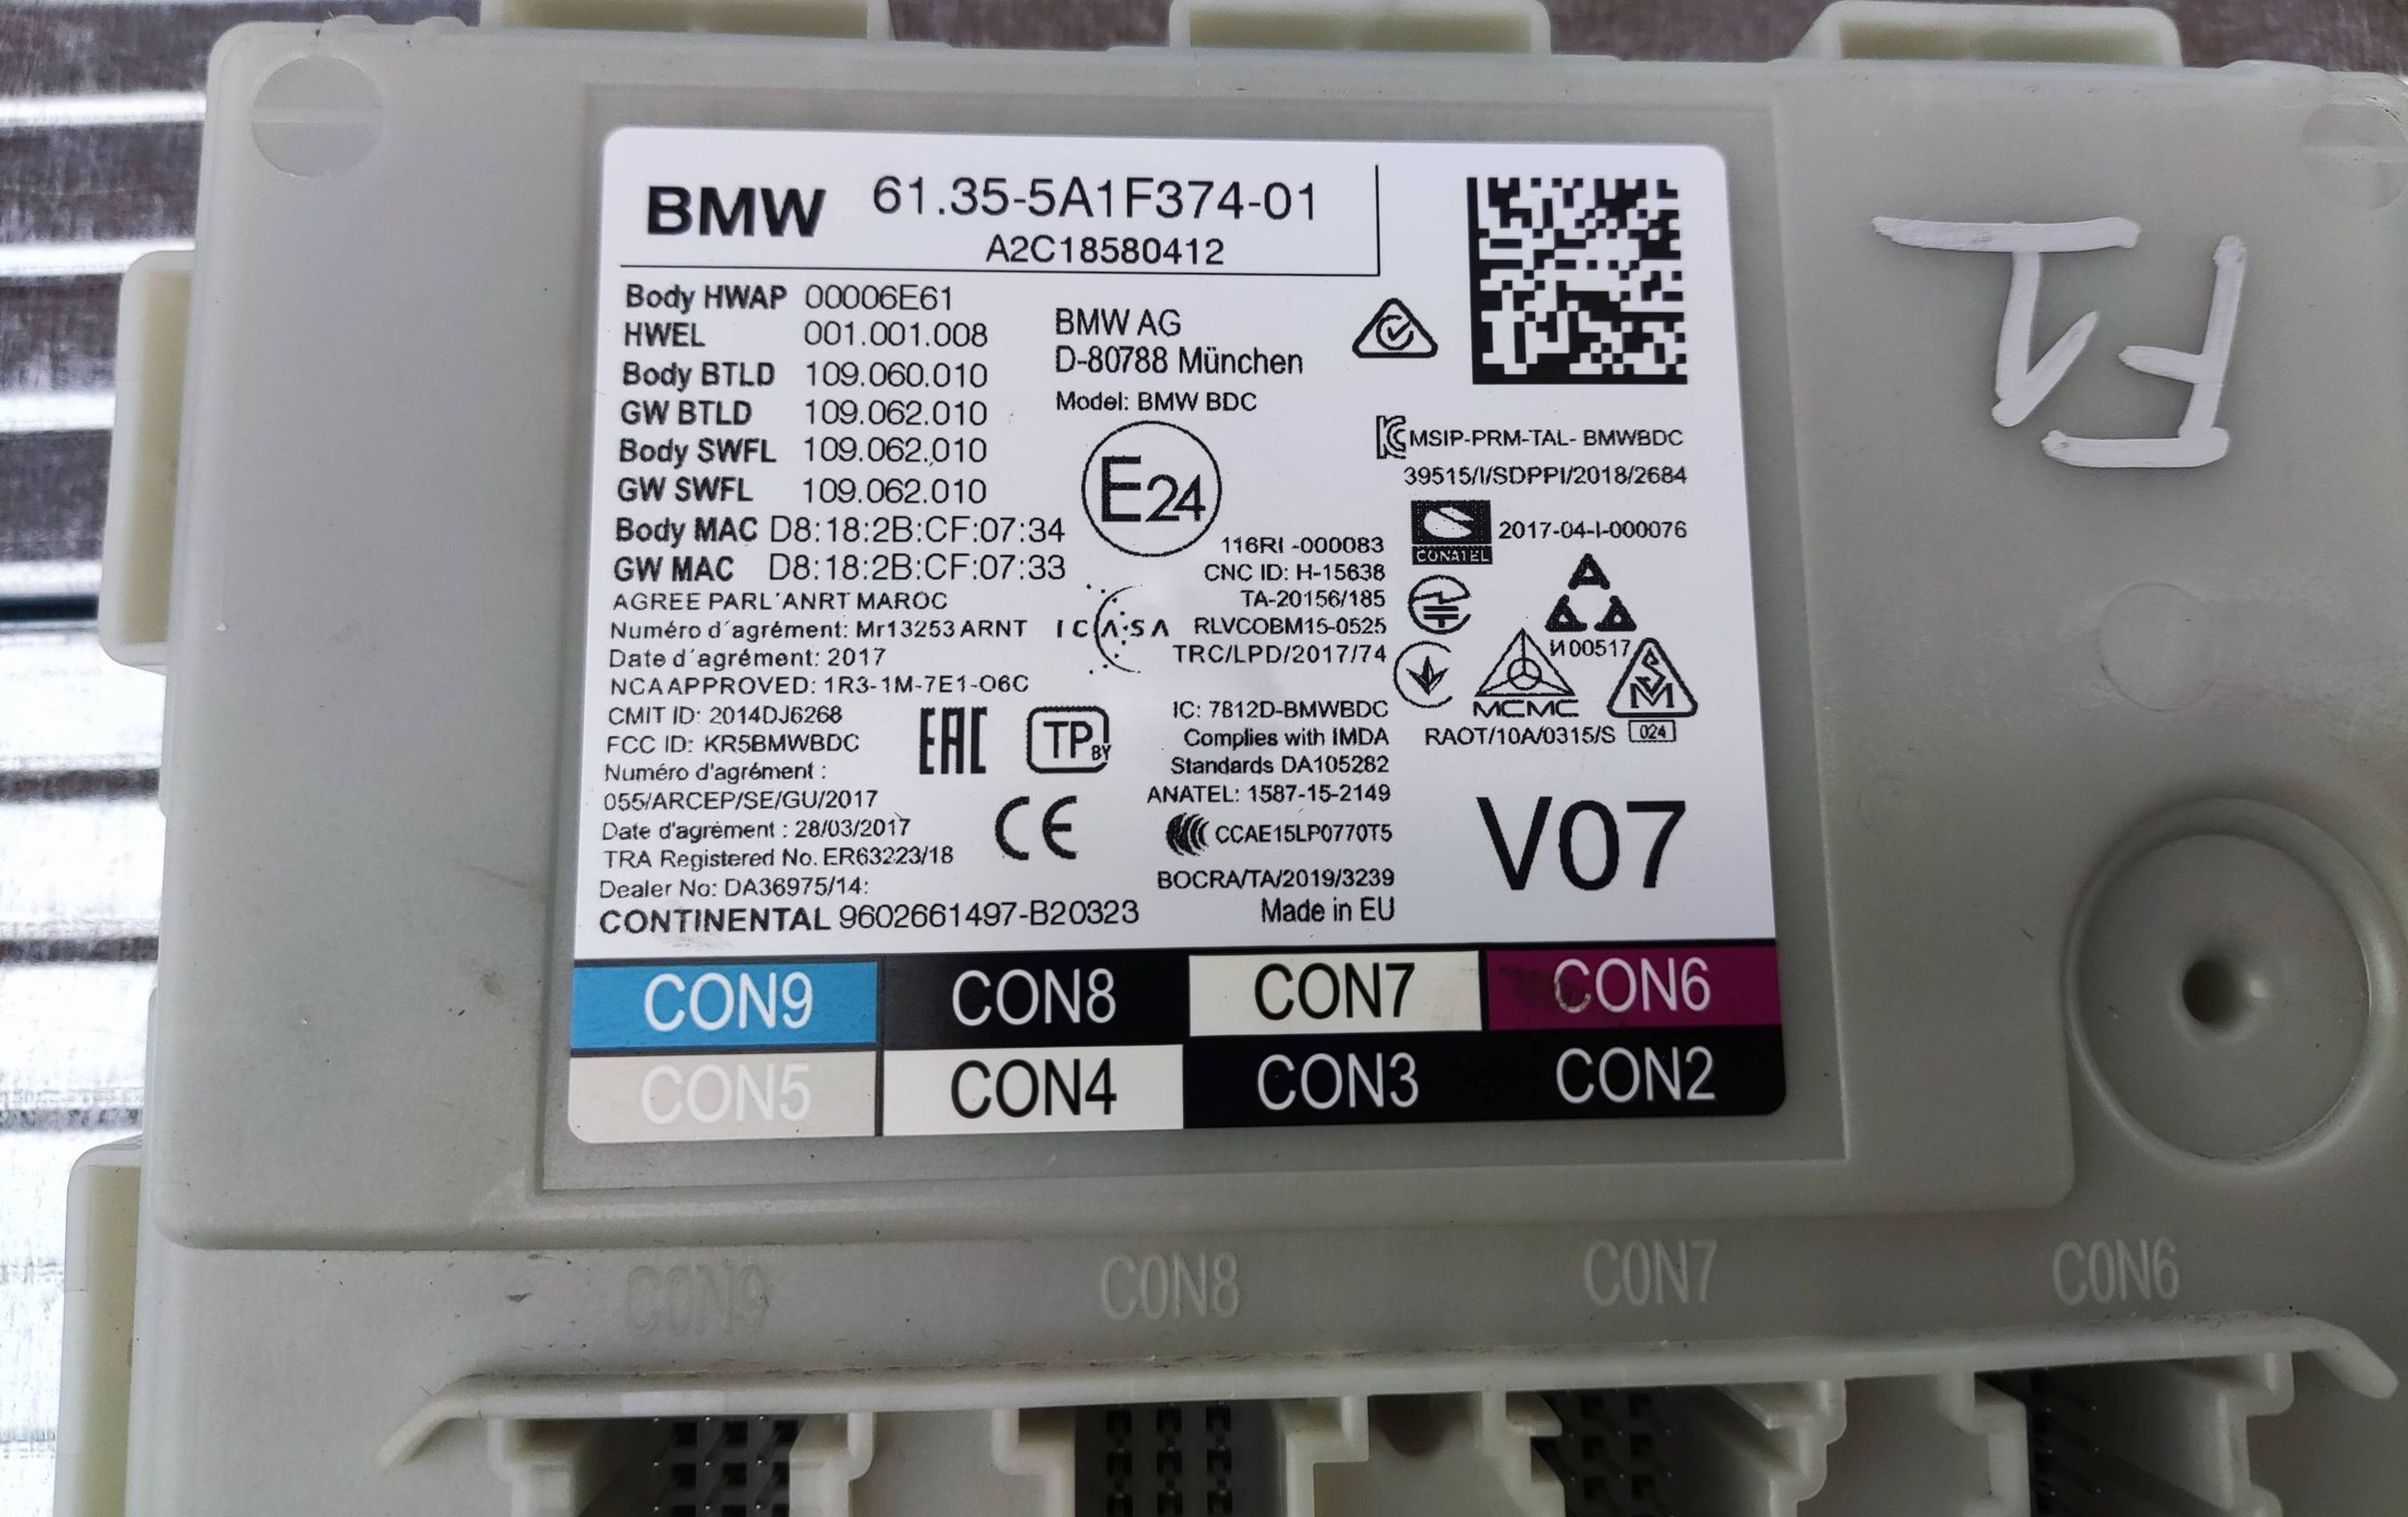 BMW 61.35-5A1F374-01
A2C18580412
Body HWAP 00006E61
HWEL 001.001.008
Body BTLD 109.060.010
GW BTLD 109.062.010
Body SWFL 109.062.010
GW SWFL 109.062.010
Body MAC D8:18:2B:CF:07:34
GW MAC D8:18:2B:CF:07:33
AGREE PARL'ANRT MAROC
Numéro d'agrément: Mr13253 ARNT
Date d'agrément: 2017
NCA APPROVED: 1R3-1M-7E1-O6C
CMIT ID: 2014DJ6268
FCC ID: KR5BMWBDC
Numéro d'agrément :
055/ARCEP/SE/GU/2017
Date d'agrément : 28/03/2017
TRA Registered No. ER63223/18
Dealer No: DA36975/14:
CONTINENTAL 9602661497-B20323
BMW AG
D-80788 München
Model: BMW BDC
E24
116RI -000083
CNC ID: H-15638
TA-20156/185
ICASA RLVCOBM15-0525
TRC/LPD/2017/74
EAC TP BY
CE
IC: 7812D-BMWBDC
Complies with IMDA
Standards DA105282
ANATEL: 1587-15-2149
CCAE15LP0770T5
BOCRA/TA/2019/3239
Made in EU
MSIP-PRM-TAL- BMWBDC
39515/I/SDPPI/2018/2684
CONATEL 2017-04-I-000076
И00517
MCMC
SM
RAOT/10A/0315/S 024
V07
CON9 CON8 CON7 CON6
CON5 CON4 CON3 CON2
F1
CON9 CON8 CON7 CON6